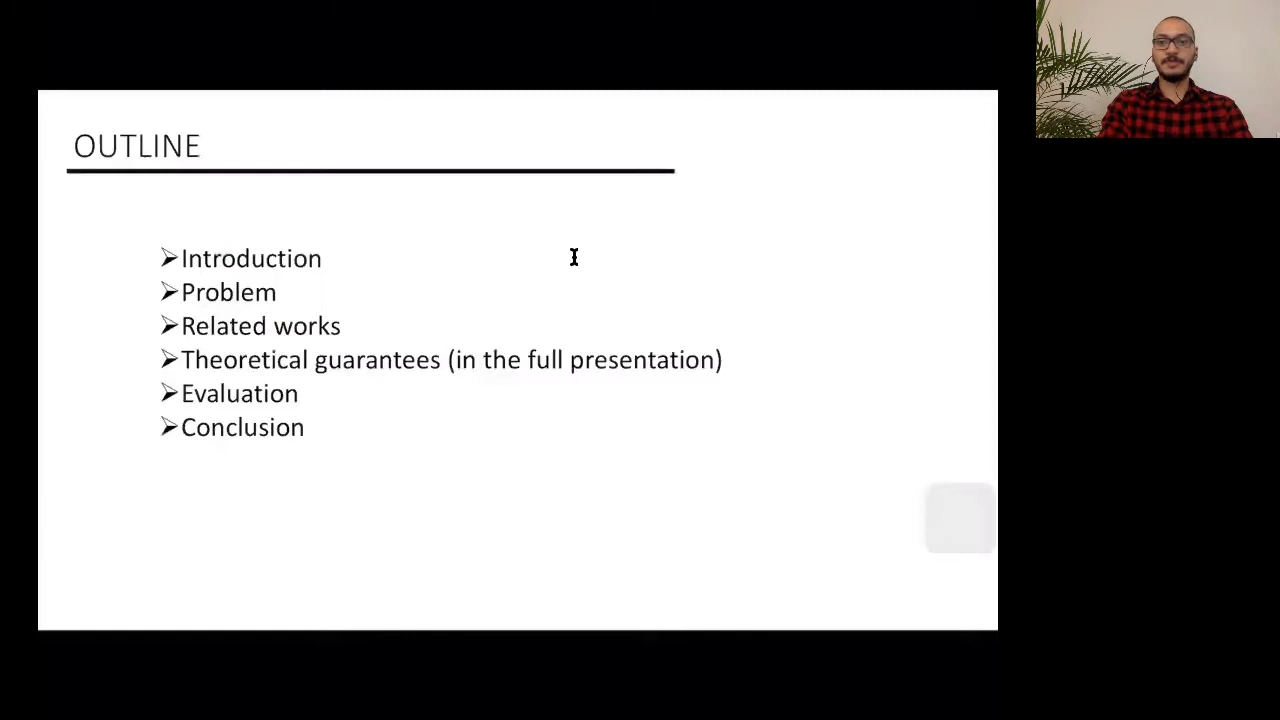 OUTLINE
➢Introduction
➢Problem
➢Related works
➢Theoretical guarantees (in the full presentation)
➢Evaluation
➢Conclusion